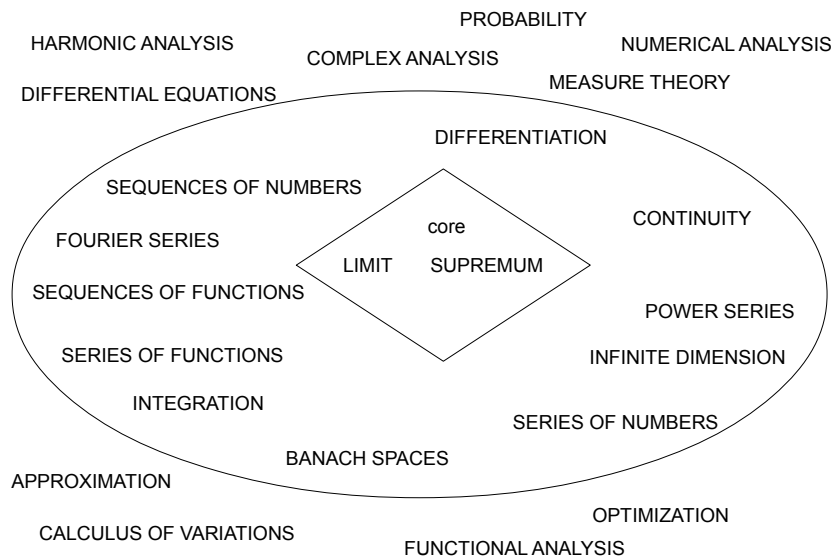 PROBABILITY
HARMONIC ANALYSIS
NUMERICAL ANALYSIS
COMPLEX ANALYSIS
MEASURE THEORY
DIFFERENTIAL EQUATIONS
DIFFERENTIATION
SEQUENCES OF NUMBERS
CONTINUITY
core
FOURIER SERIES
LIMIT SUPREMUM
SEQUENCES OF FUNCTIONS
POWER SERIES
SERIES OF FUNCTIONS
INFINITE DIMENSION
INTEGRATION
SERIES OF NUMBERS
BANACH SPACES
APPROXIMATION
OPTIMIZATION
CALCULUS OF VARIATIONS
FUNCTIONAL ANALYSIS